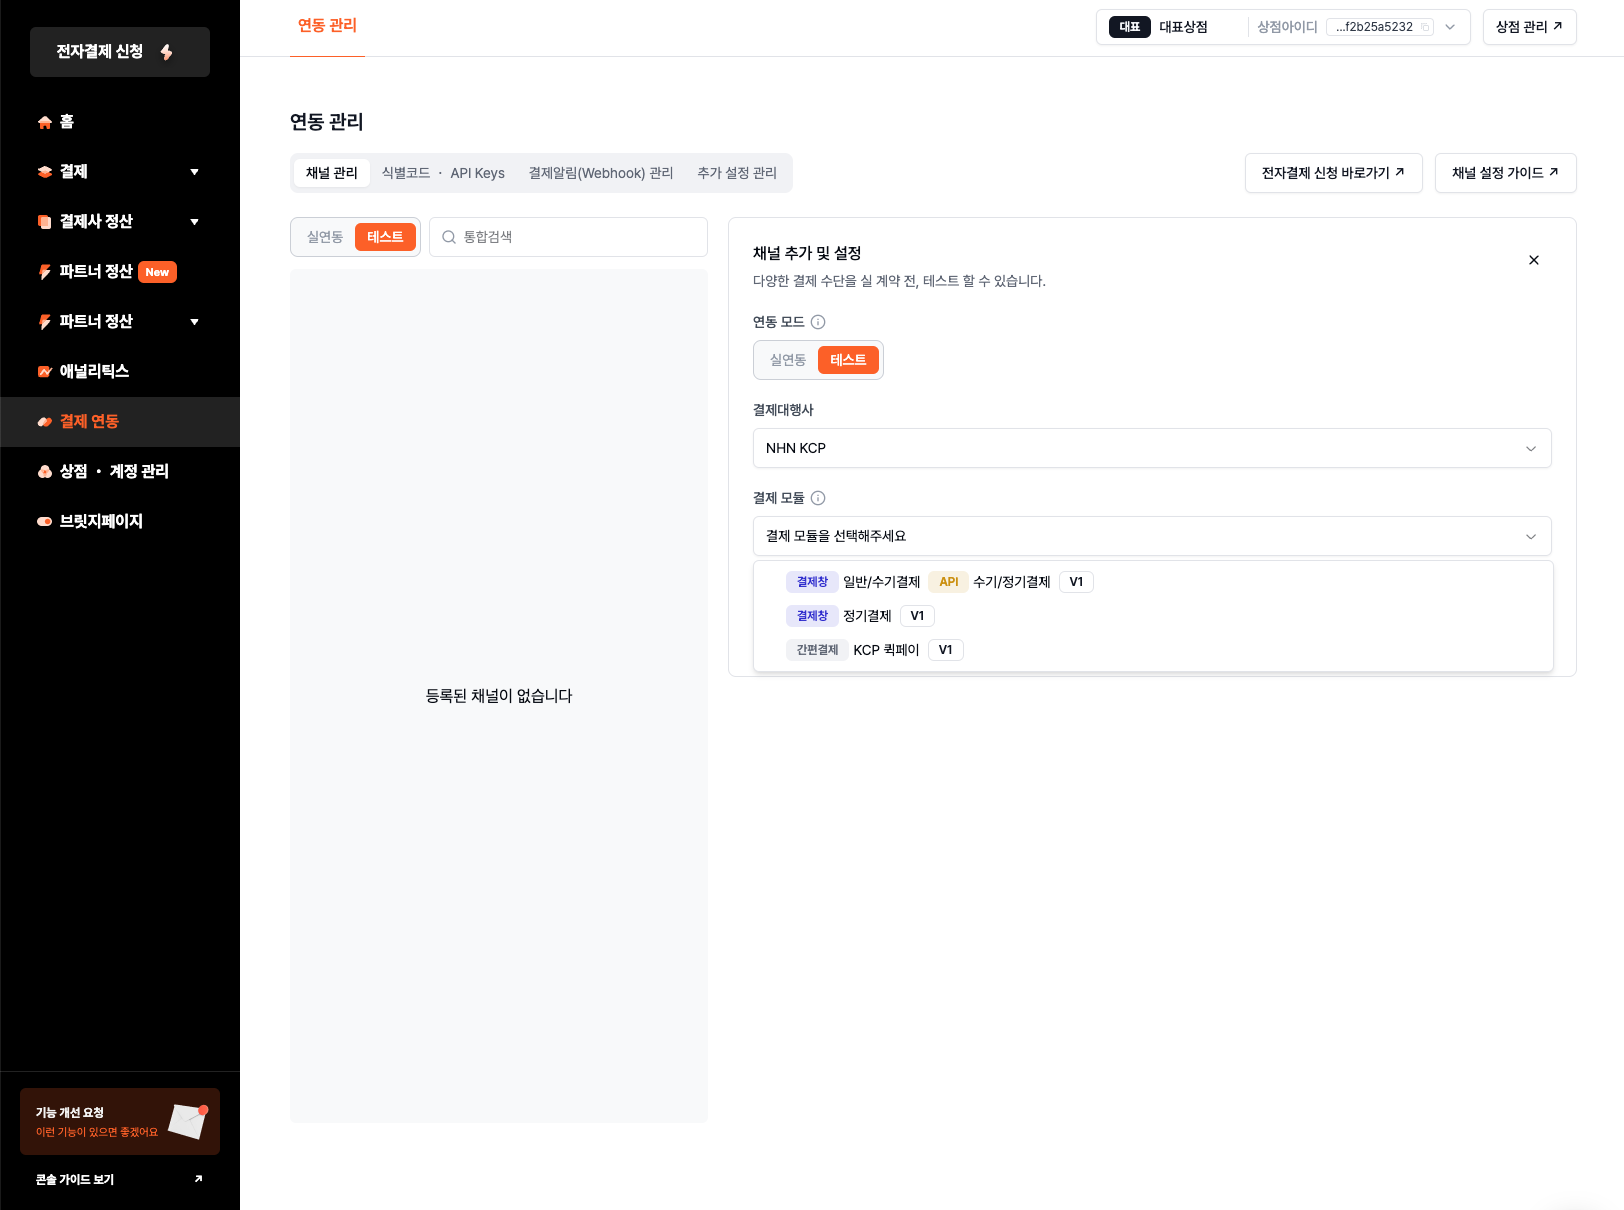 전자결제 신청
홈
결제
결제사 정산
파트너 정산 New
파트너 정산
애널리틱스
결제 연동
상점 · 계정 관리
브릿지페이지
기능 개선 요청
이런 기능이 있으면 좋겠어요
콘솔 가이드 보기
연동 관리
대표 대표상점 상점아이디 ...f2b25a5232
상점 관리
연동 관리
채널 관리 식별코드 · API Keys 결제알림(Webhook) 관리 추가 설정 관리
전자결제 신청 바로가기
채널 설정 가이드
실연동 테스트
통합검색
등록된 채널이 없습니다
채널 추가 및 설정
다양한 결제 수단을 실 계약 전, 테스트 할 수 있습니다.
연동 모드
실연동 테스트
결제대행사
NHN KCP
결제 모듈
결제 모듈을 선택해주세요
결제창 일반/수기결제 API 수기/정기결제 V1
결제창 정기결제 V1
간편결제 KCP 퀵페이 V1